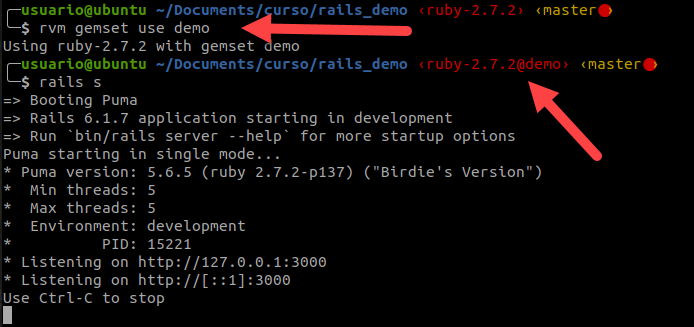 usuario@ubuntu ~/Documents/curso/rails_demo ‹ruby-2.7.2› ‹master●›
$ rvm gemset use demo
Using ruby-2.7.2 with gemset demo
usuario@ubuntu ~/Documents/curso/rails_demo ‹ruby-2.7.2@demo› ‹master●›
$ rails s
=> Booting Puma
=> Rails 6.1.7 application starting in development
=> Run `bin/rails server --help` for more startup options
Puma starting in single mode...
* Puma version: 5.6.5 (ruby 2.7.2-p137) ("Birdie's Version")
*  Min threads: 5
*  Max threads: 5
*  Environment: development
*          PID: 15221
* Listening on http://127.0.0.1:3000
* Listening on http://[::1]:3000
Use Ctrl-C to stop